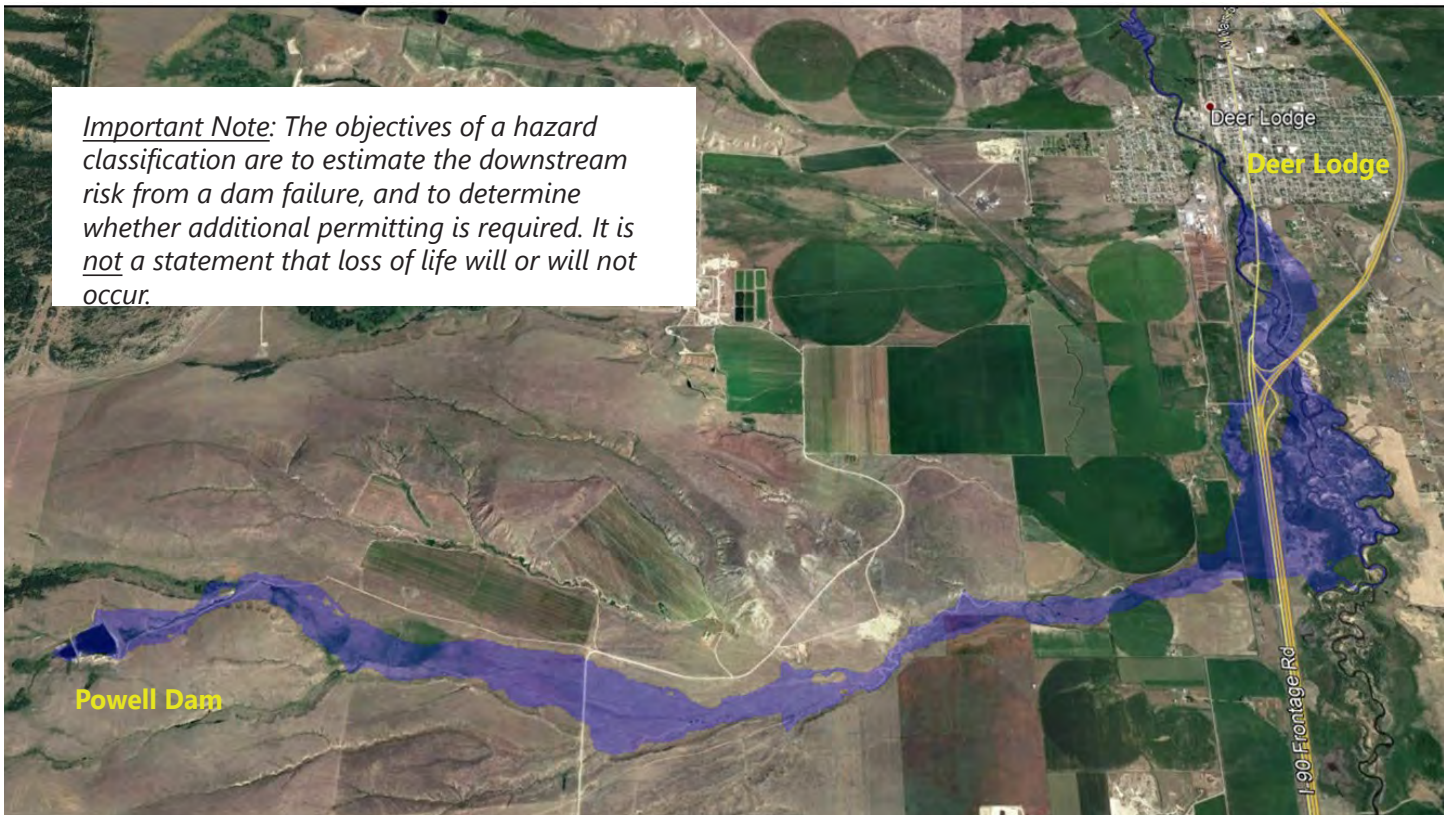 Important Note: The objectives of a hazard
classification are to estimate the downstream
risk from a dam failure, and to determine
whether additional permitting is required. It is
not a statement that loss of life will or will not
occur.
Deer Lodge
Deer Lodge
Powell Dam
I-90 Frontage Rd